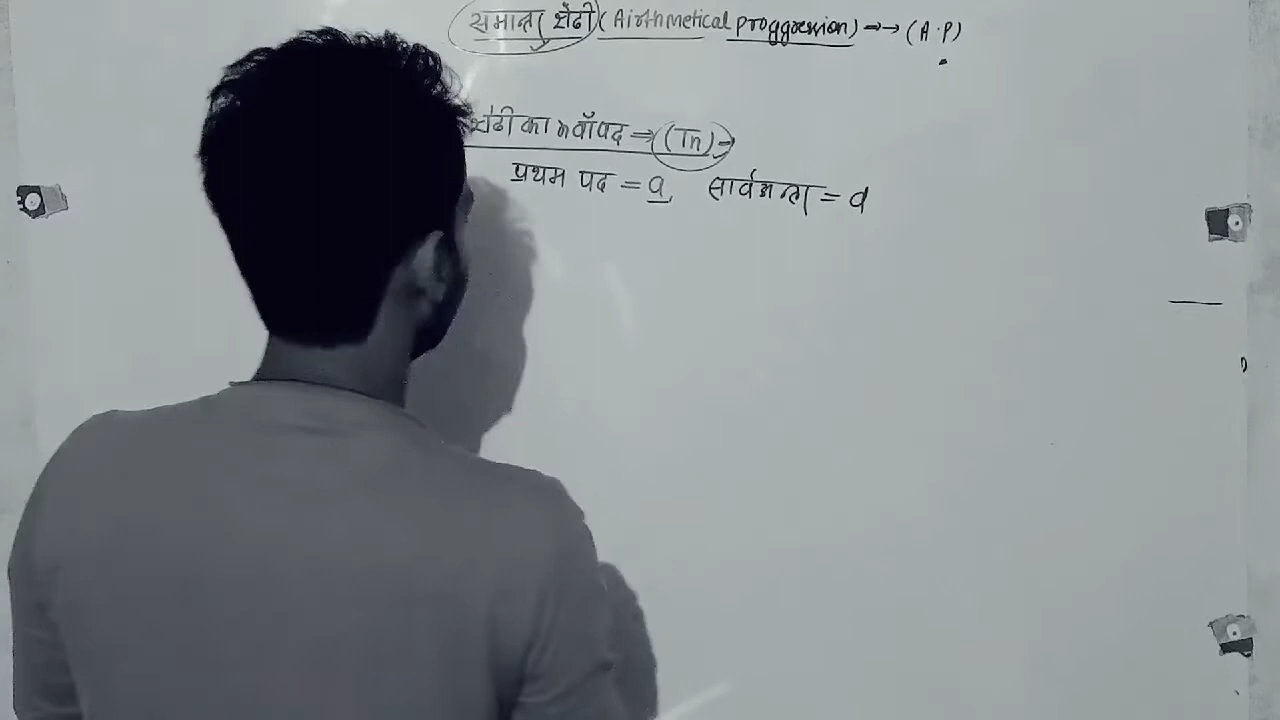 समान्तर श्रेढी (Airthmetical proggression) →→ (A.P)
श्रेढी का nवाँ पद ⇒ (Tn) ⇒
प्रथम पद = a, सार्वअन्तर = d